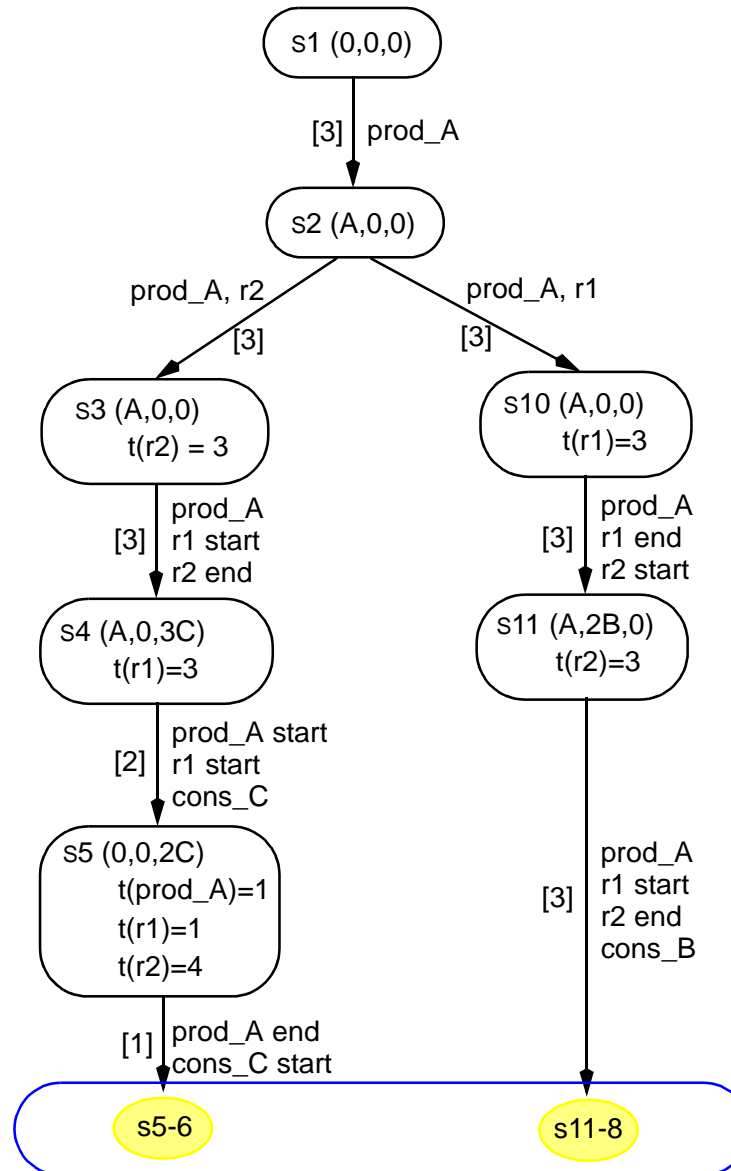 s1 (0,0,0)
[3] prod_A
s2 (A,0,0)
prod_A, r2
[3]
prod_A, r1
[3]
s3 (A,0,0)
t(r2) = 3
s10 (A,0,0)
t(r1)=3
[3]
prod_A
r1 start
r2 end
[3]
prod_A
r1 end
r2 start
s4 (A,0,3C)
t(r1)=3
s11 (A,2B,0)
t(r2)=3
[2]
prod_A start
r1 start
cons_C
s5 (0,0,2C)
t(prod_A)=1
t(r1)=1
t(r2)=4
[3]
prod_A
r1 start
r2 end
cons_B
[1]
prod_A end
cons_C start
s5-6
s11-8